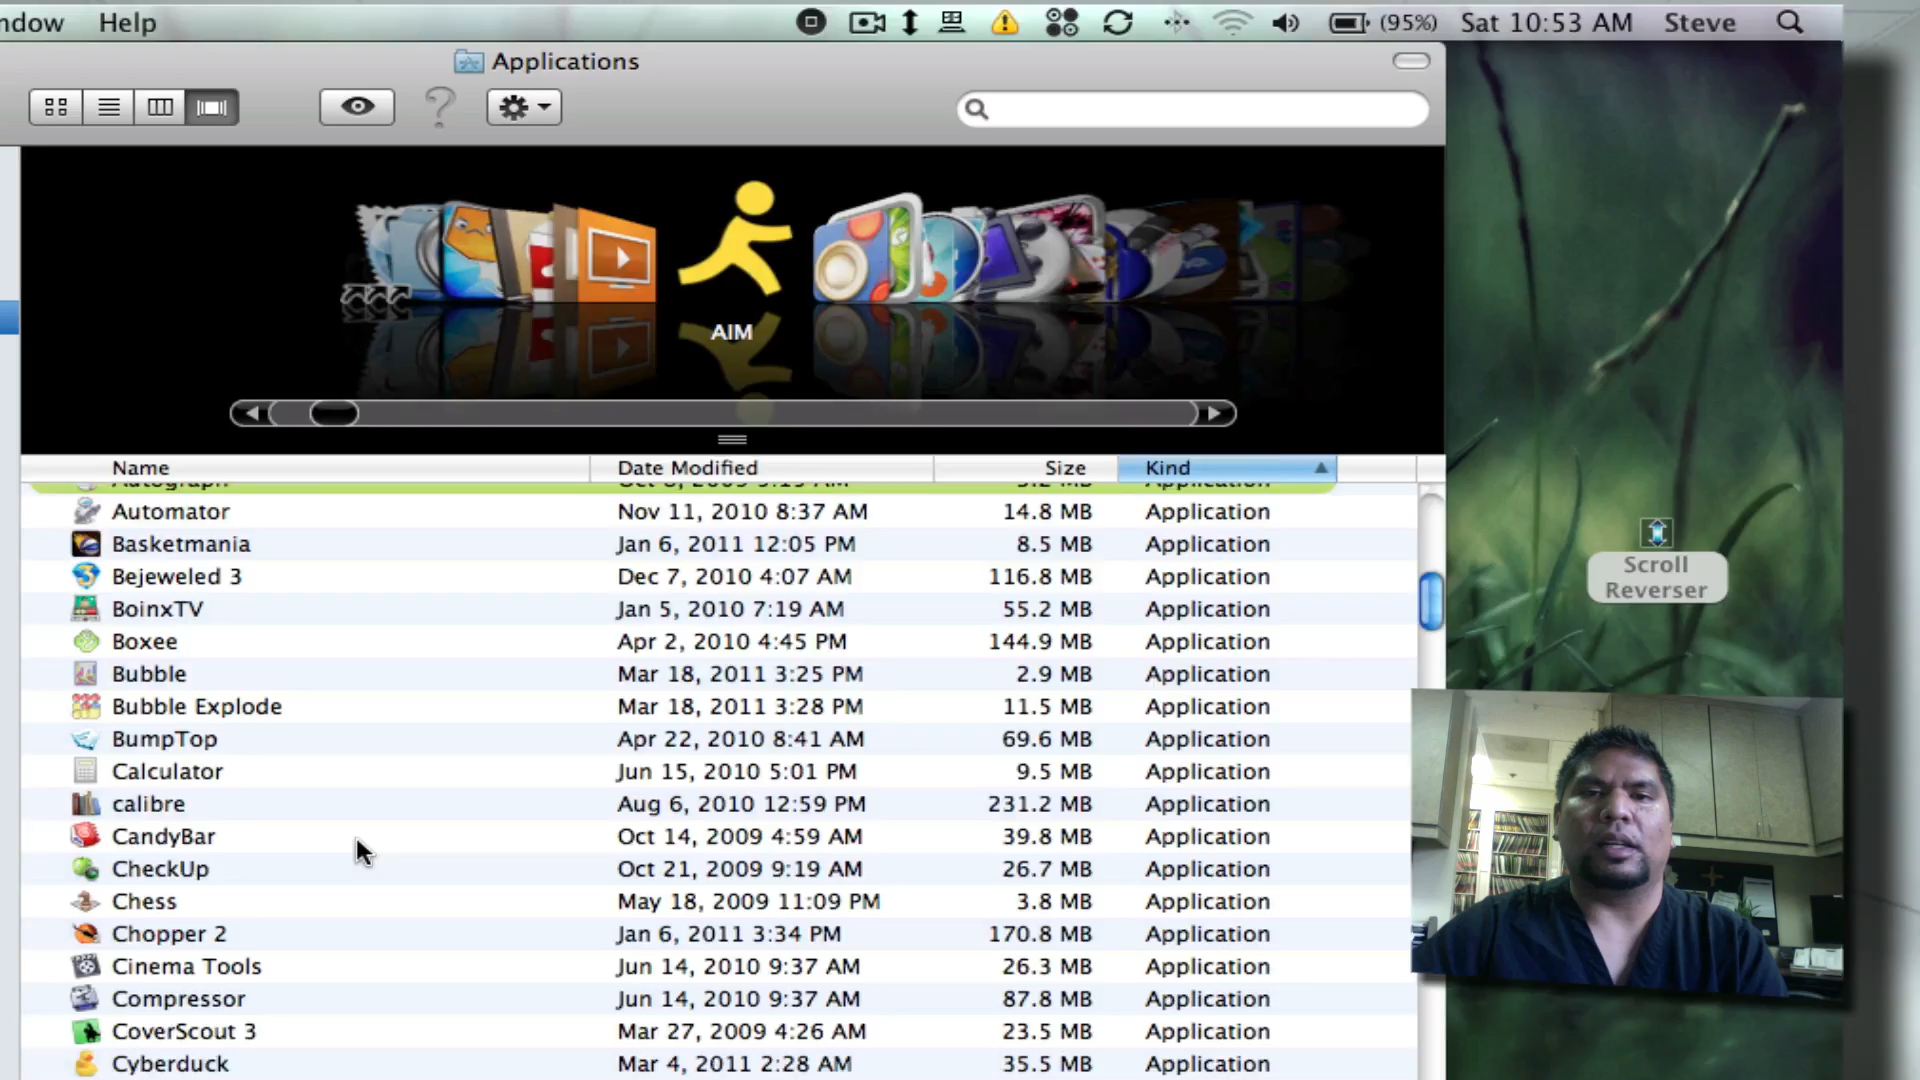 ndow Help (95%) Sat 10:53 AM Steve
Applications
AIM
Name Date Modified Size Kind
Autograph Application
Automator Nov 11, 2010 8:37 AM 14.8 MB Application
Basketmania Jan 6, 2011 12:05 PM 8.5 MB Application
Bejeweled 3 Dec 7, 2010 4:07 AM 116.8 MB Application
BoinxTV Jan 5, 2010 7:19 AM 55.2 MB Application
Boxee Apr 2, 2010 4:45 PM 144.9 MB Application
Bubble Mar 18, 2011 3:25 PM 2.9 MB Application
Bubble Explode Mar 18, 2011 3:28 PM 11.5 MB Application
BumpTop Apr 22, 2010 8:41 AM 69.6 MB Application
Calculator Jun 15, 2010 5:01 PM 9.5 MB Application
calibre Aug 6, 2010 12:59 PM 231.2 MB Application
CandyBar Oct 14, 2009 4:59 AM 39.8 MB Application
CheckUp Oct 21, 2009 9:19 AM 26.7 MB Application
Chess May 18, 2009 11:09 PM 3.8 MB Application
Chopper 2 Jan 6, 2011 3:34 PM 170.8 MB Application
Cinema Tools Jun 14, 2010 9:37 AM 26.3 MB Application
Compressor Jun 14, 2010 9:37 AM 87.8 MB Application
CoverScout 3 Mar 27, 2009 4:26 AM 23.5 MB Application
Cyberduck Mar 4, 2011 2:28 AM 35.5 MB Application
Scroll
Reverser